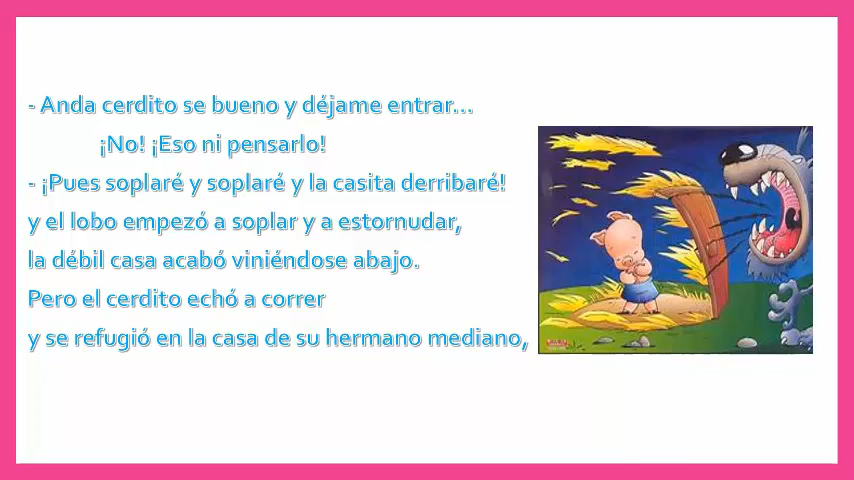 - Anda cerdito se bueno y déjame entrar...
¡No! ¡Eso ni pensarlo!
- ¡Pues soplaré y soplaré y la casita derribaré!
y el lobo empezó a soplar y a estornudar,
la débil casa acabó viniéndose abajo.
Pero el cerdito echó a correr
y se refugió en la casa de su hermano mediano,